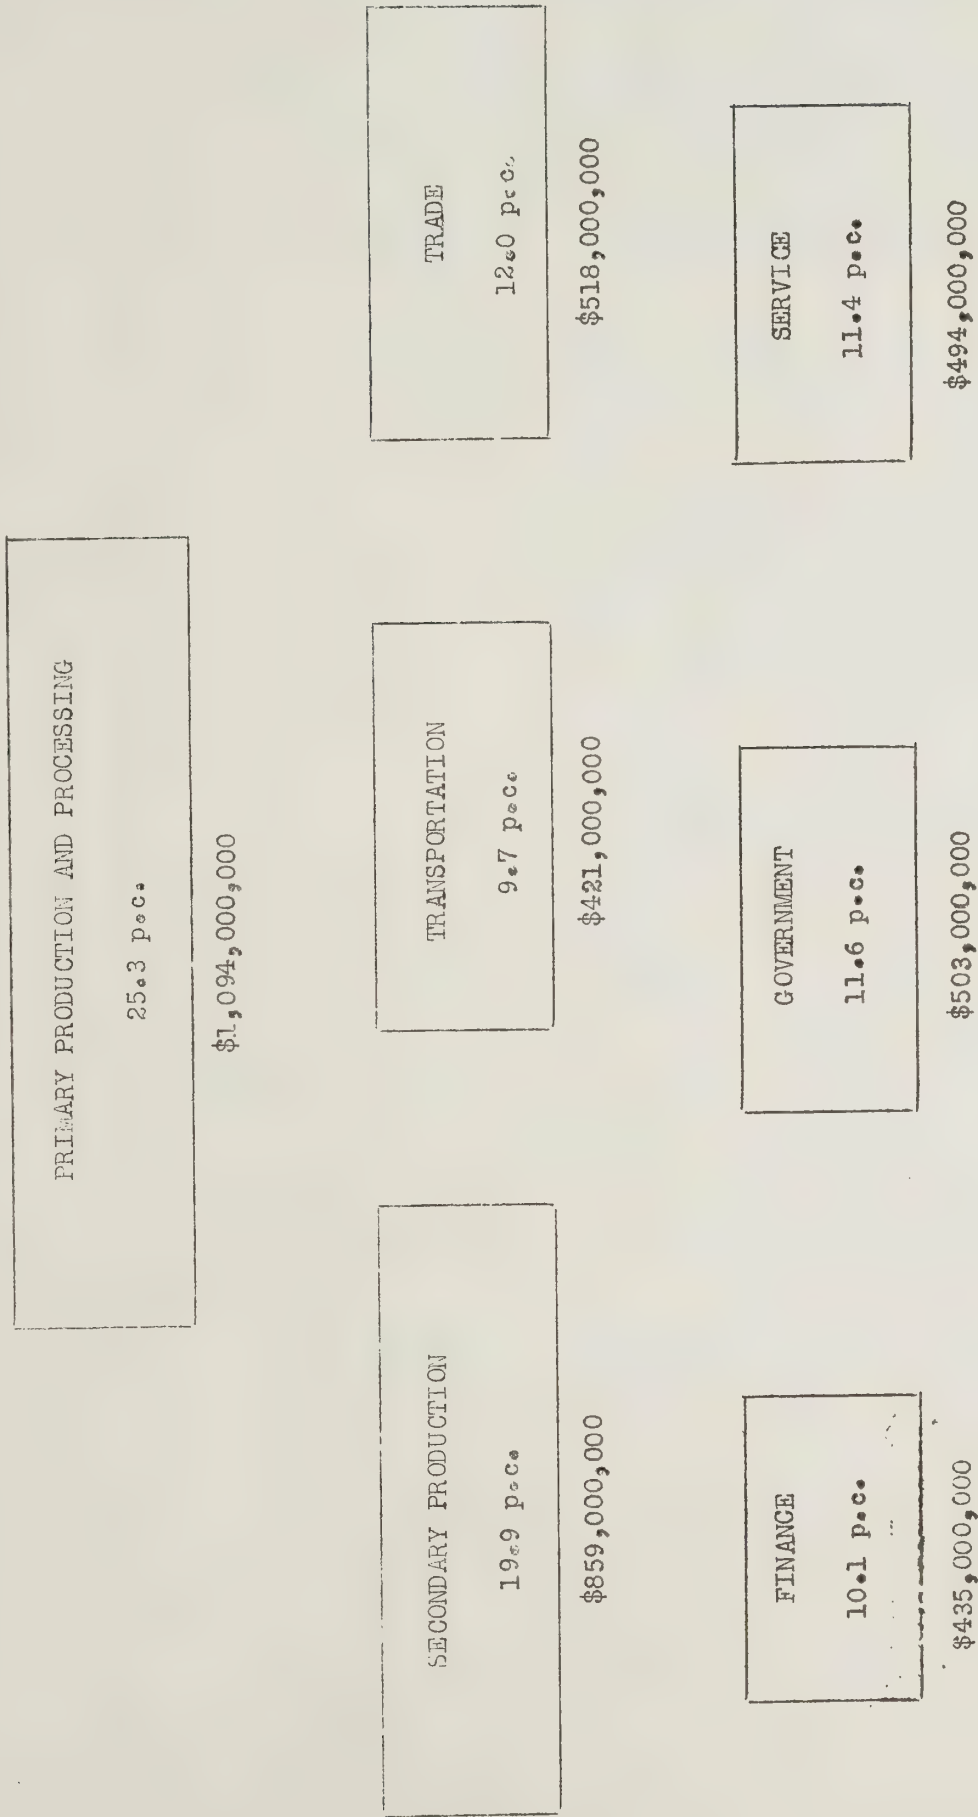 PRIMARY PRODUCTION AND PROCESSING
25.3 p.c.
$1,094,000,000
SECONDARY PRODUCTION
19.9 p.c.
$859,000,000
TRANSPORTATION
9.7 p.c.
$421,000,000
TRADE
12.0 p.c.
$518,000,000
FINANCE
10.1 p.c.
$435,000,000
GOVERNMENT
11.6 p.c.
$503,000,000
SERVICE
11.4 p.c.
$494,000,000